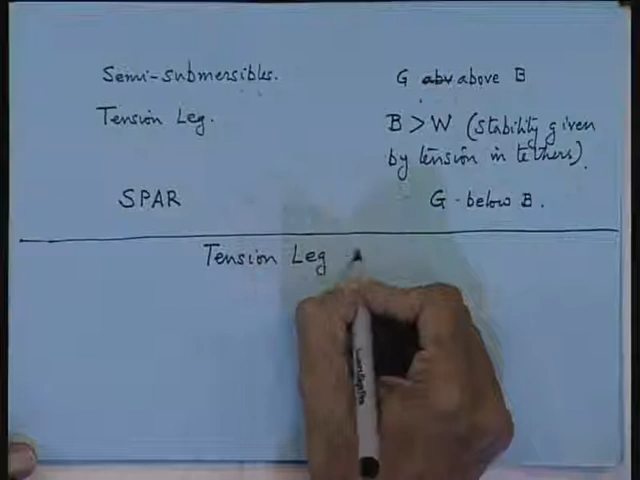 Semi-submersibles. G abv above B
Tension Leg. B > W (stability given
by tension in tethers).
SPAR G - below B.
Tension Leg